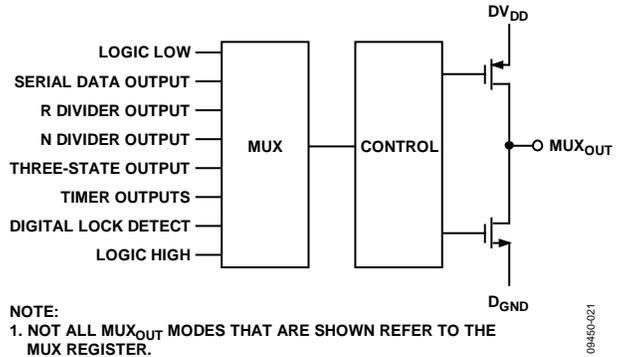 DVDD
LOGIC LOW
SERIAL DATA OUTPUT
R DIVIDER OUTPUT
N DIVIDER OUTPUT
THREE-STATE OUTPUT
TIMER OUTPUTS
DIGITAL LOCK DETECT
LOGIC HIGH
MUX
CONTROL
MUXOUT
DGND
NOTE:
1. NOT ALL MUXOUT MODES THAT ARE SHOWN REFER TO THE
MUX REGISTER.
09450-021